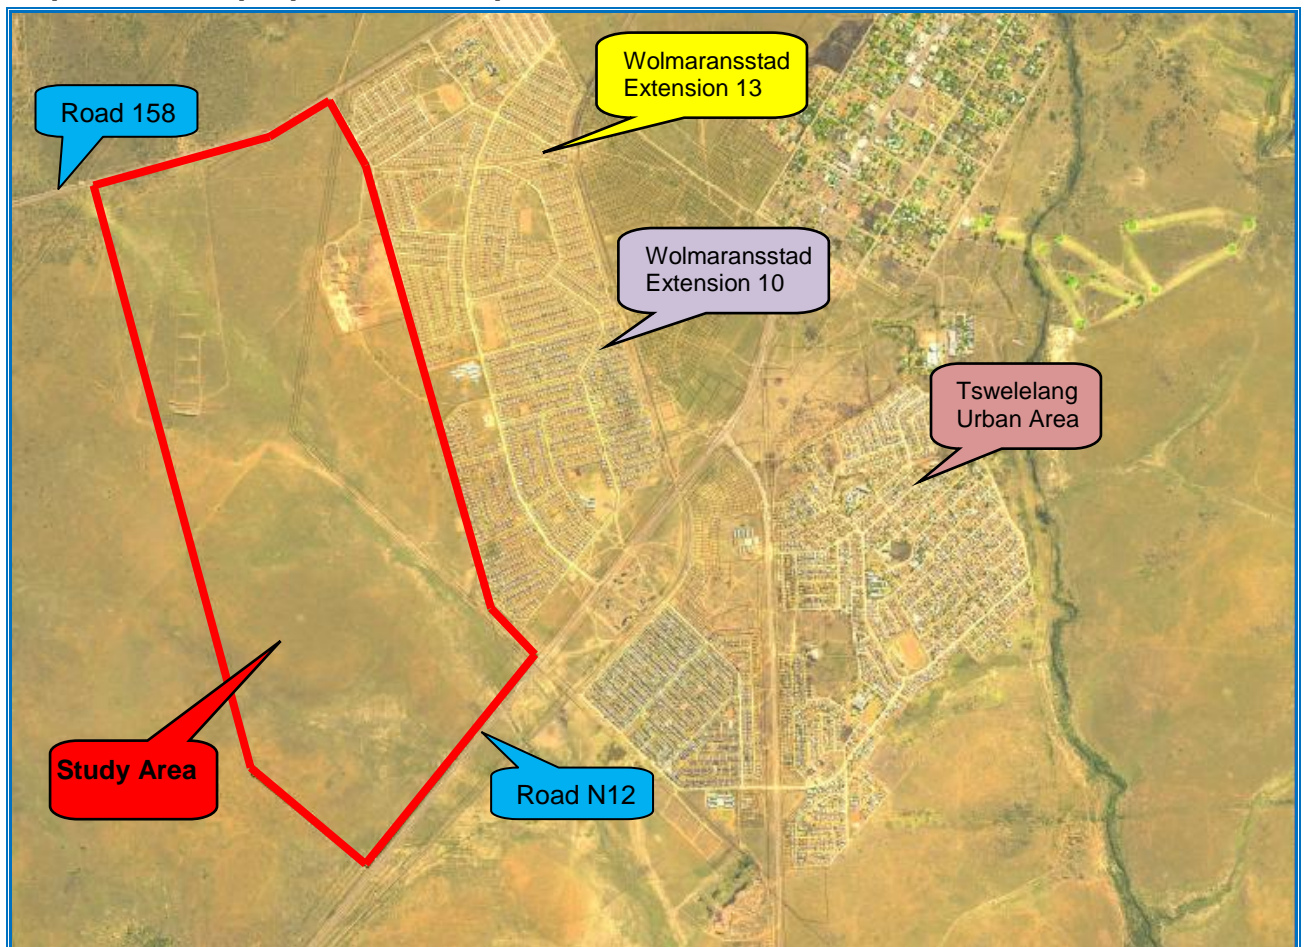 Wolmaransstad
Extension 13
Road 158
Wolmaransstad
Extension 10
Tswelelang
Urban Area
Study Area
Road N12